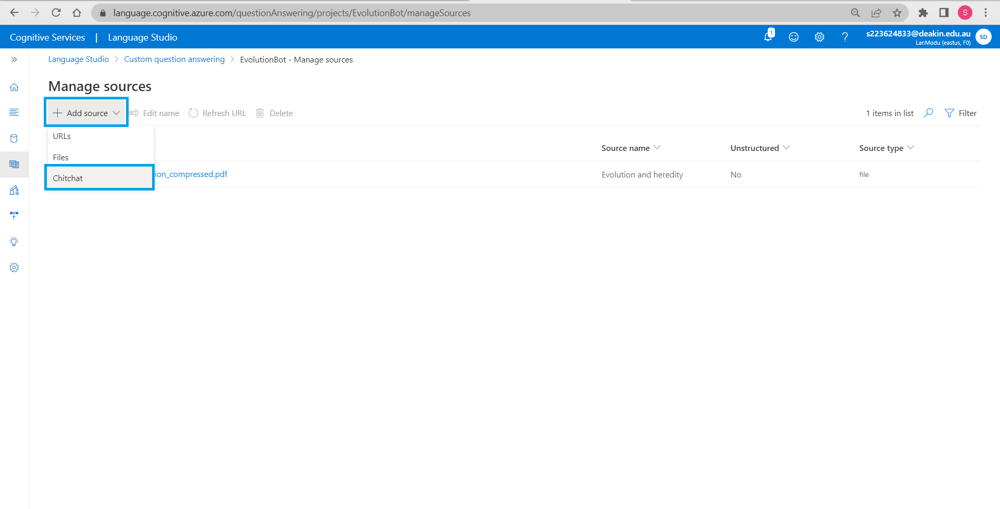 language.cognitive.azure.com/questionAnswering/projects/EvolutionBot/manageSources
S
Cognitive Services | Language Studio
1
s223624833@deakin.edu.au
LanModu (eastus, F0)
SD
Language Studio > Custom question answering > EvolutionBot - Manage sources
Manage sources
Add source Edit name Refresh URL Delete 1 items in list Filter
URLs
Source name Unstructured Source type
Files
ion_compressed.pdf Evolution and heredity No file
Chitchat